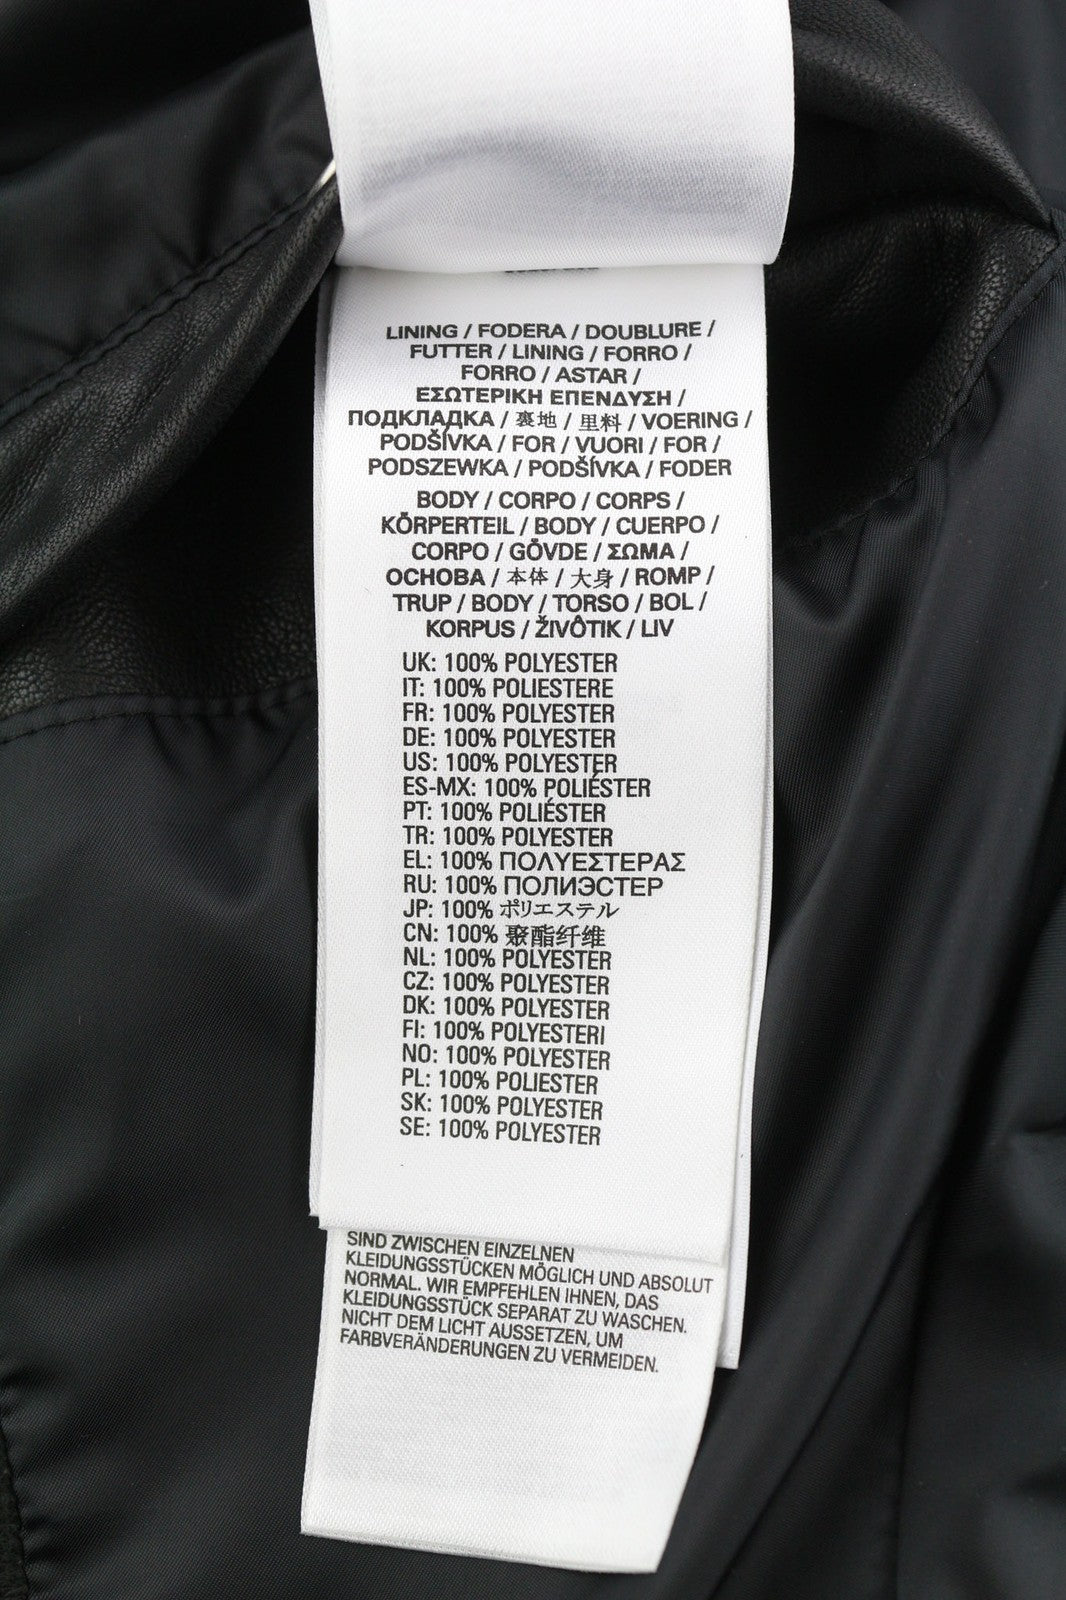 LINING / FODERA / DOUBLURE /
FUTTER / LINING / FORRO /
FORRO / ASTAR /
ΕΣΩΤΕΡΙΚΗ ΕΠΕΝΔΥΣΗ /
ПОДКЛАДКА / 裏地 / 里料 / VOERING /
PODŠÍVKA / FOR / VUORI / FOR /
PODSZEWKA / PODŠÍVKA / FODER
BODY / CORPO / CORPS /
KÖRPERTEIL / BODY / CUERPO /
CORPO / GÖVDE / ΣΩΜΑ /
ОСНОВА / 本体 / 大身 / ROMP /
TRUP / BODY / TORSO / BOL /
KORPUS / ŽIVÔTIK / LIV
UK: 100% POLYESTER
IT: 100% POLIESTERE
FR: 100% POLYESTER
DE: 100% POLYESTER
US: 100% POLYESTER
ES-MX: 100% POLIÉSTER
PT: 100% POLIÉSTER
TR: 100% POLYESTER
EL: 100% ΠΟΛΥΕΣΤΕΡΑΣ
RU: 100% ПОЛИЭСТЕР
JP: 100% ポリエステル
CN: 100% 聚酯纤维
NL: 100% POLYESTER
CZ: 100% POLYESTER
DK: 100% POLYESTER
FI: 100% POLYESTERI
NO: 100% POLYESTER
PL: 100% POLIESTER
SK: 100% POLYESTER
SE: 100% POLYESTER
SIND ZWISCHEN EINZELNEN
KLEIDUNGSSTÜCKEN MÖGLICH UND ABSOLUT
NORMAL. WIR EMPFEHLEN IHNEN, DAS
KLEIDUNGSSTÜCK SEPARAT ZU WASCHEN.
NICHT DEM LICHT AUSSETZEN, UM
FARBVERÄNDERUNGEN ZU VERMEIDEN.